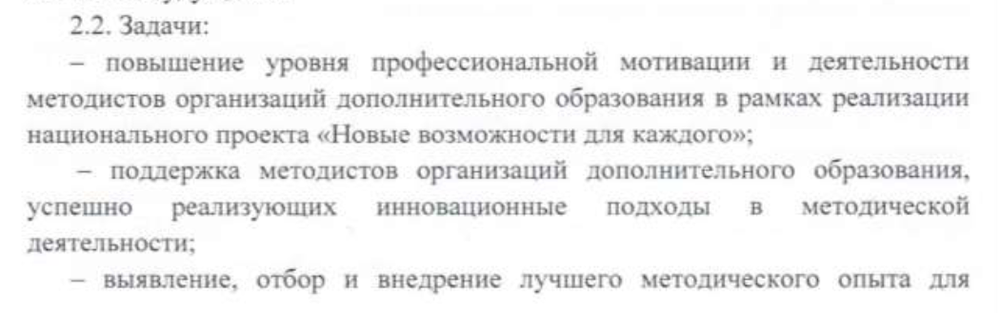 2.2. Задачи:
– повышение уровня профессиональной мотивации и деятельности
методистов организаций дополнительного образования в рамках реализации
национального проекта «Новые возможности для каждого»;
– поддержка методистов организаций дополнительного образования,
успешно реализующих инновационные подходы в методической
деятельности;
– выявление, отбор и внедрение лучшего методического опыта для